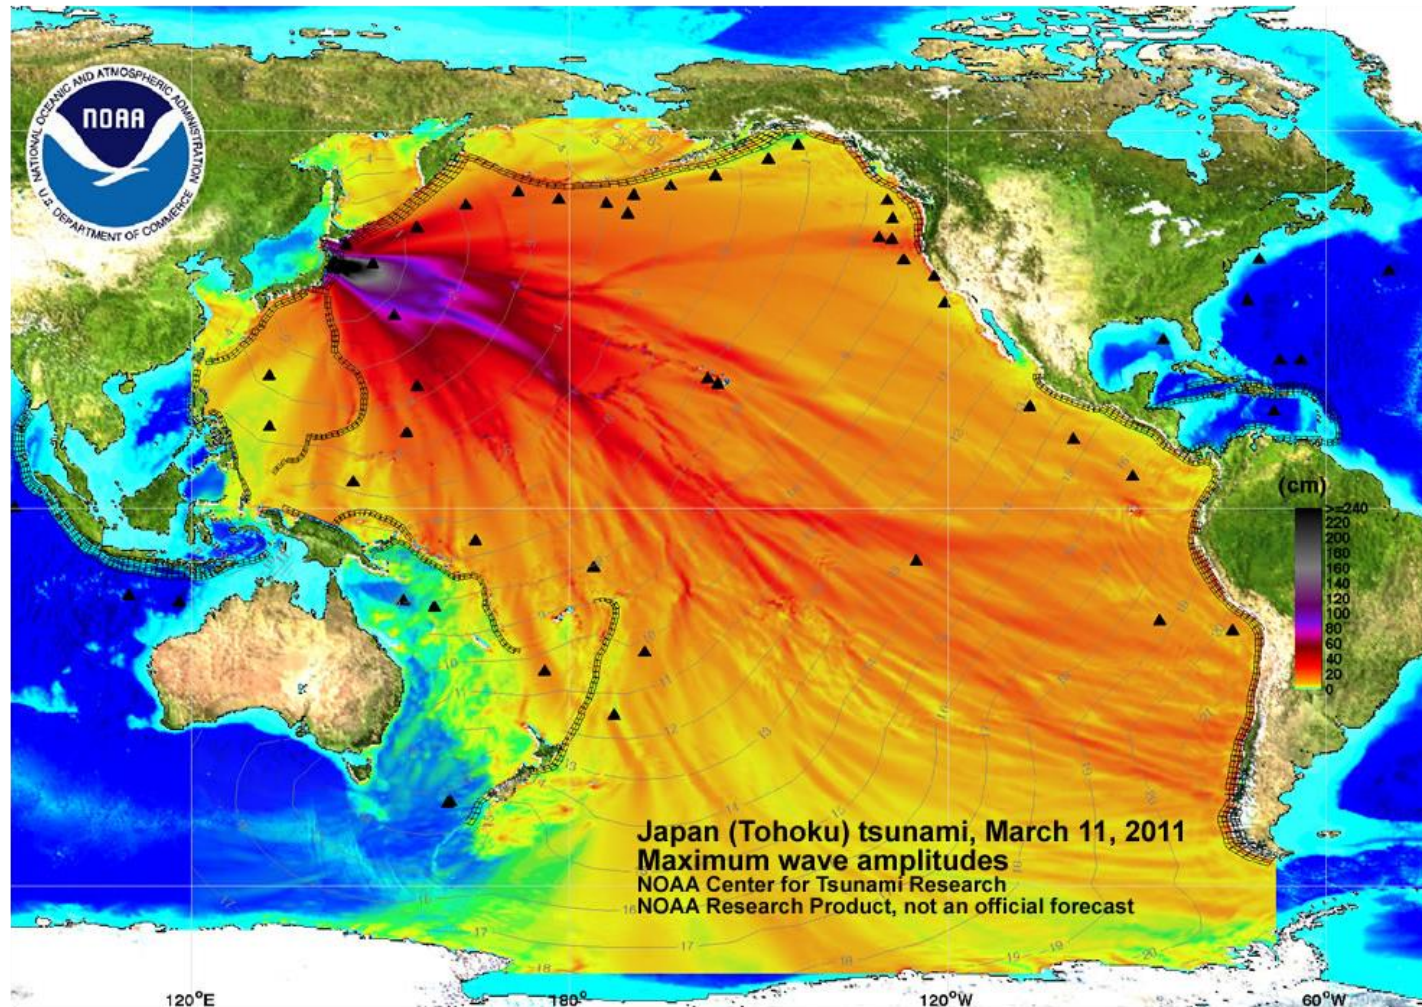 NATIONAL OCEANIC AND ATMOSPHERIC ADMINISTRATION
NOAA
U.S. DEPARTMENT OF COMMERCE
(cm)
>=240
220
200
180
160
140
120
100
80
60
40
20
0
Japan (Tohoku) tsunami, March 11, 2011
Maximum wave amplitudes
NOAA Center for Tsunami Research
NOAA Research Product, not an official forecast
120°E
180°
120°W
60°W